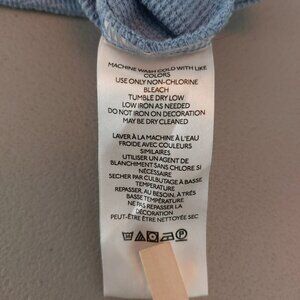 MACHINE WASH COLD WITH LIKE
COLORS
USE ONLY NON-CHLORINE
BLEACH
TUMBLE DRY LOW
LOW IRON AS NEEDED
DO NOT IRON ON DECORATION
MAY BE DRY CLEANED
LAVER À LA MACHINE À L'EAU
FROIDE AVEC COULEURS
SIMILAIRES
UTILISER UN AGENT DE
BLANCHIMENT SANS CHLORE SI
NÉCESSAIRE
SECHER PAR CULBUTAGE À BASSE
TEMPERATURE
REPASSER, AU BESOIN, À TRÈS
BASSE TEMPÉRATURE
NE PAS REPASSER LA
DÉCORATION
PEUT-ÊTRE ÊTRE NETTOYÉE SEC
P